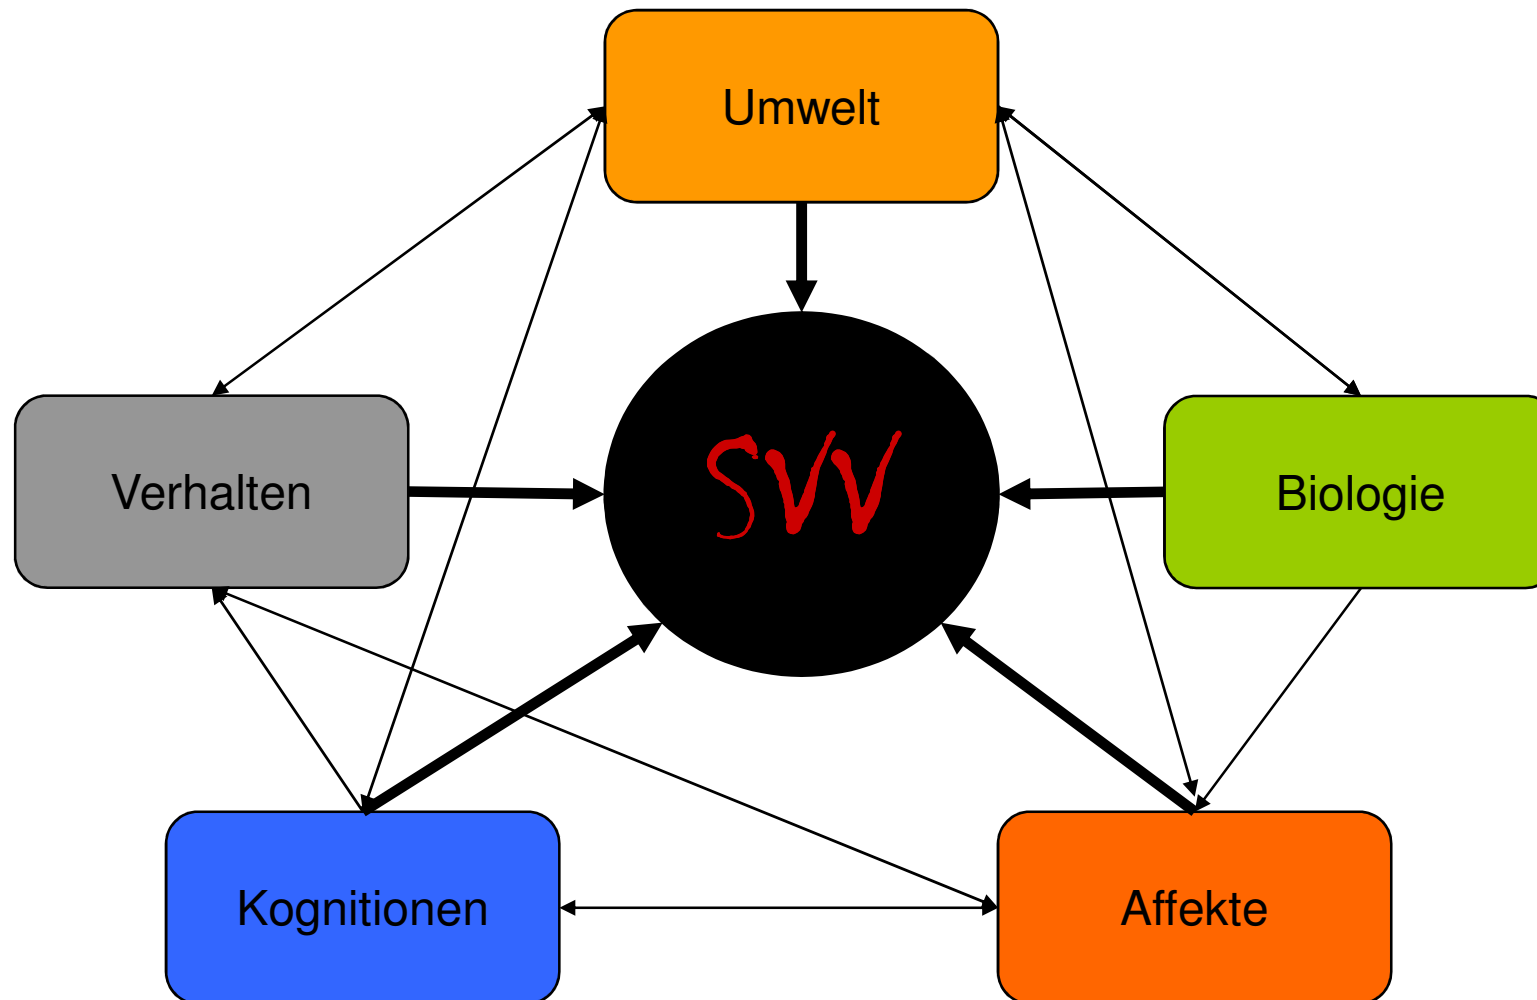 Umwelt
Verhalten
SVV
Biologie
Kognitionen
Affekte